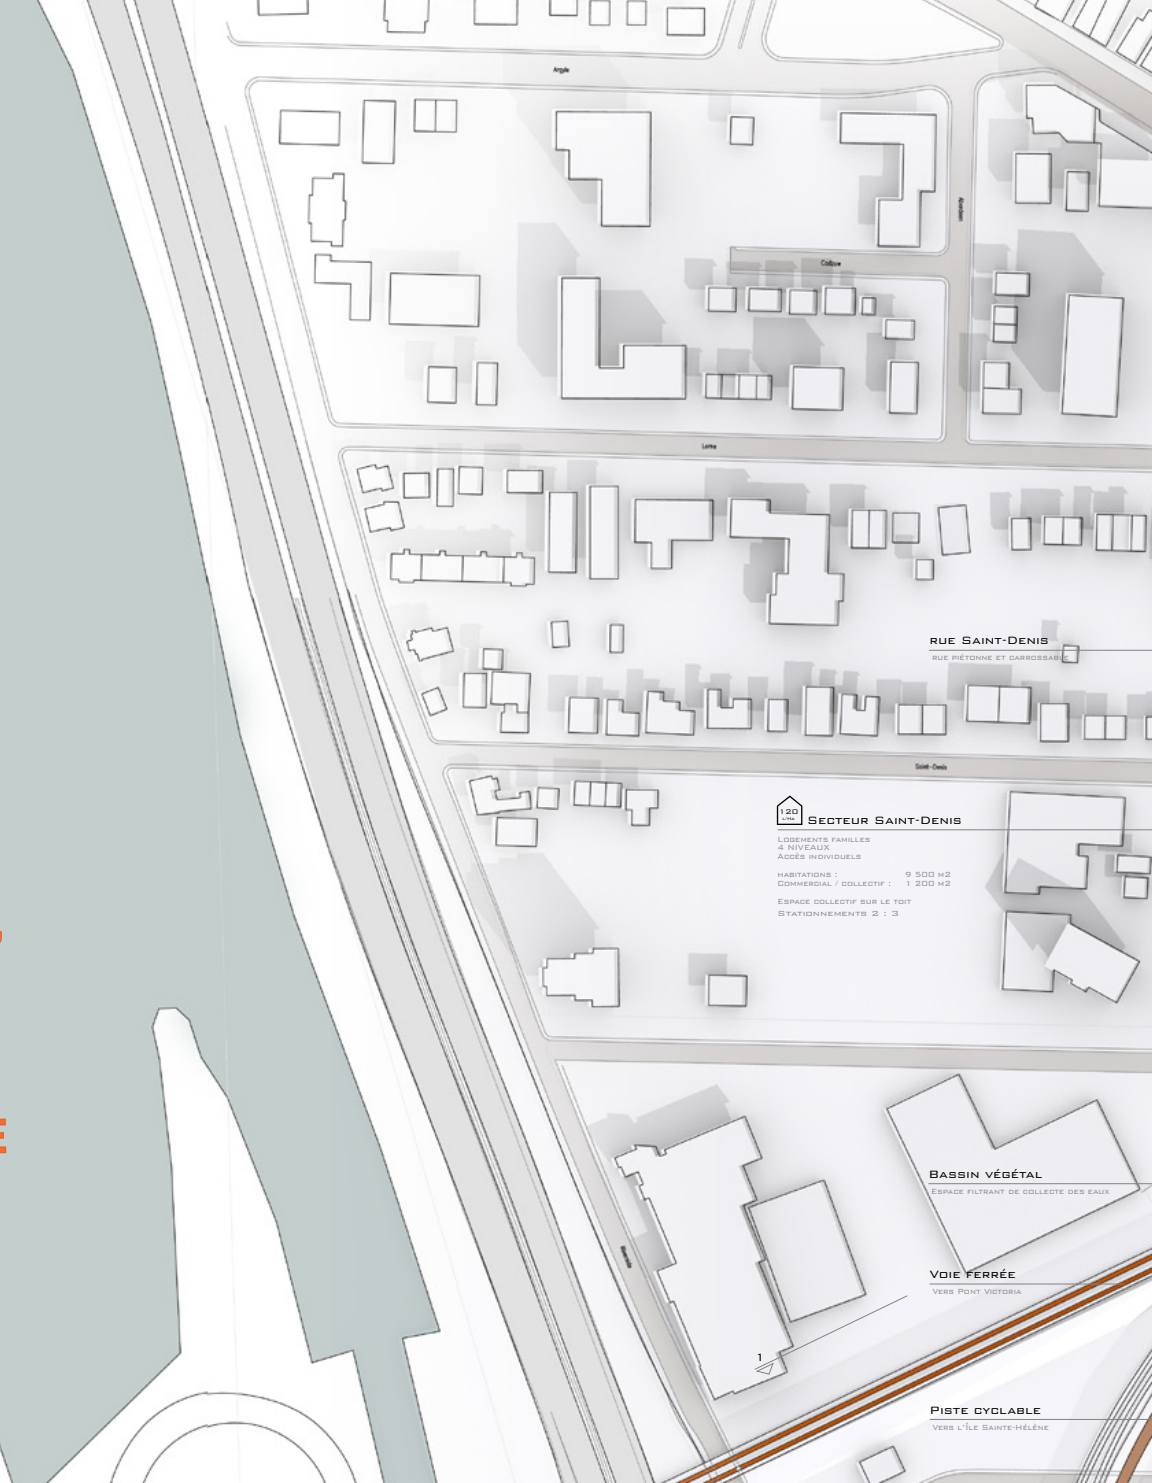 Argyle
Aberdeen
Lorne
RUE SAINT-DENIS
RUE PIÉTONNE ET CARROSSABLE
Saint-Denis
120
SECTEUR SAINT-DENIS
LOGEMENTS FAMILLES
4 NIVEAUX
ACCÈS INDIVIDUELS
HABITATIONS : 9 500 M2
COMMERCIAL / COLLECTIF : 1 200 M2
ESPACE COLLECTIF SUR LE TOIT
STATIONNEMENTS 2 : 3
E
BASSIN VÉGÉTAL
ESPACE FILTRANT DE COLLECTE DES EAUX
Riverside
VOIE FERRÉE
VERS PONT VICTORIA
1
PISTE CYCLABLE
VERS L'ÎLE SAINTE-HÉLÈNE